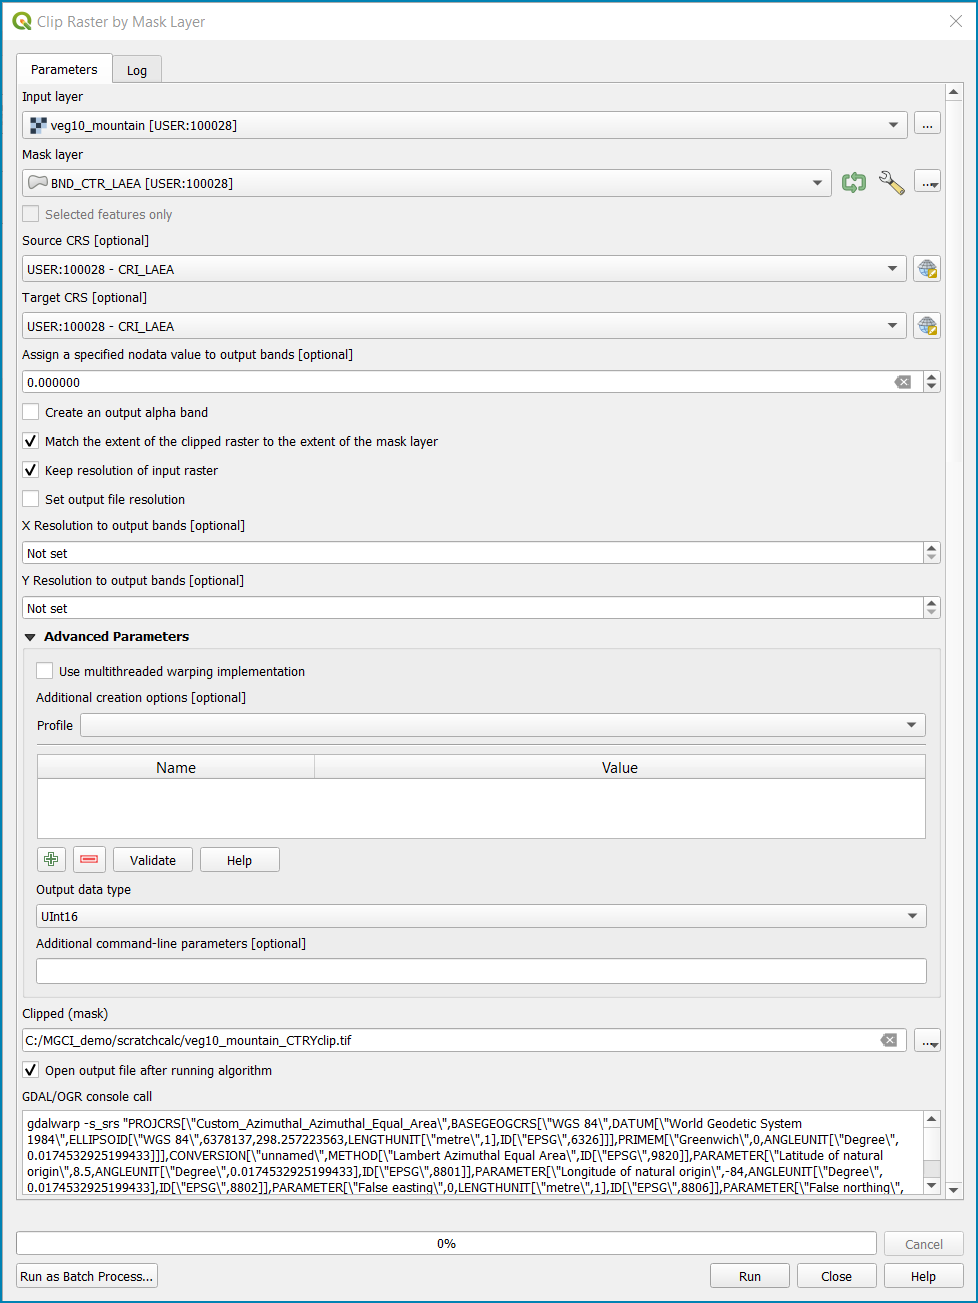 Clip Raster by Mask Layer
Parameters
Log
Input layer
veg10_mountain [USER:100028]
...
Mask layer
BND_CTR_LAEA [USER:100028]
...
Selected features only
Source CRS [optional]
USER:100028 - CRI_LAEA
Target CRS [optional]
USER:100028 - CRI_LAEA
Assign a specified nodata value to output bands [optional]
0.000000
Create an output alpha band
Match the extent of the clipped raster to the extent of the mask layer
Keep resolution of input raster
Set output file resolution
X Resolution to output bands [optional]
Not set
Y Resolution to output bands [optional]
Not set
Advanced Parameters
Use multithreaded warping implementation
Additional creation options [optional]
Profile
Name Value
Validate Help
Output data type
UInt16
Additional command-line parameters [optional]
Clipped (mask)
C:/MGCI_demo/scratchcalc/veg10_mountain_CTRYclip.tif
...
Open output file after running algorithm
GDAL/OGR console call
gdalwarp -s_srs "PROJCRS[\"Custom_Azimuthal_Azimuthal_Equal_Area\",BASEGEOGCRS[\"WGS 84\",DATUM[\"World Geodetic System
1984\",ELLIPSOID[\"WGS 84\",6378137,298.257223563,LENGTHUNIT[\"metre\",1],ID[\"EPSG\",6326]]],PRIMEM[\"Greenwich\",0,ANGLEUNIT[\"Degree\",
0.0174532925199433]]],CONVERSION[\"unnamed\",METHOD[\"Lambert Azimuthal Equal Area\",ID[\"EPSG\",9820]],PARAMETER[\"Latitude of natural
origin\",8.5,ANGLEUNIT[\"Degree\",0.0174532925199433],ID[\"EPSG\",8801]],PARAMETER[\"Longitude of natural origin\",-84,ANGLEUNIT[\"Degree\",
0.0174532925199433],ID[\"EPSG\",8802]],PARAMETER[\"False easting\",0,LENGTHUNIT[\"metre\",1],ID[\"EPSG\",8806]],PARAMETER[\"False northing\",
0%
Cancel
Run as Batch Process...
Run
Close
Help